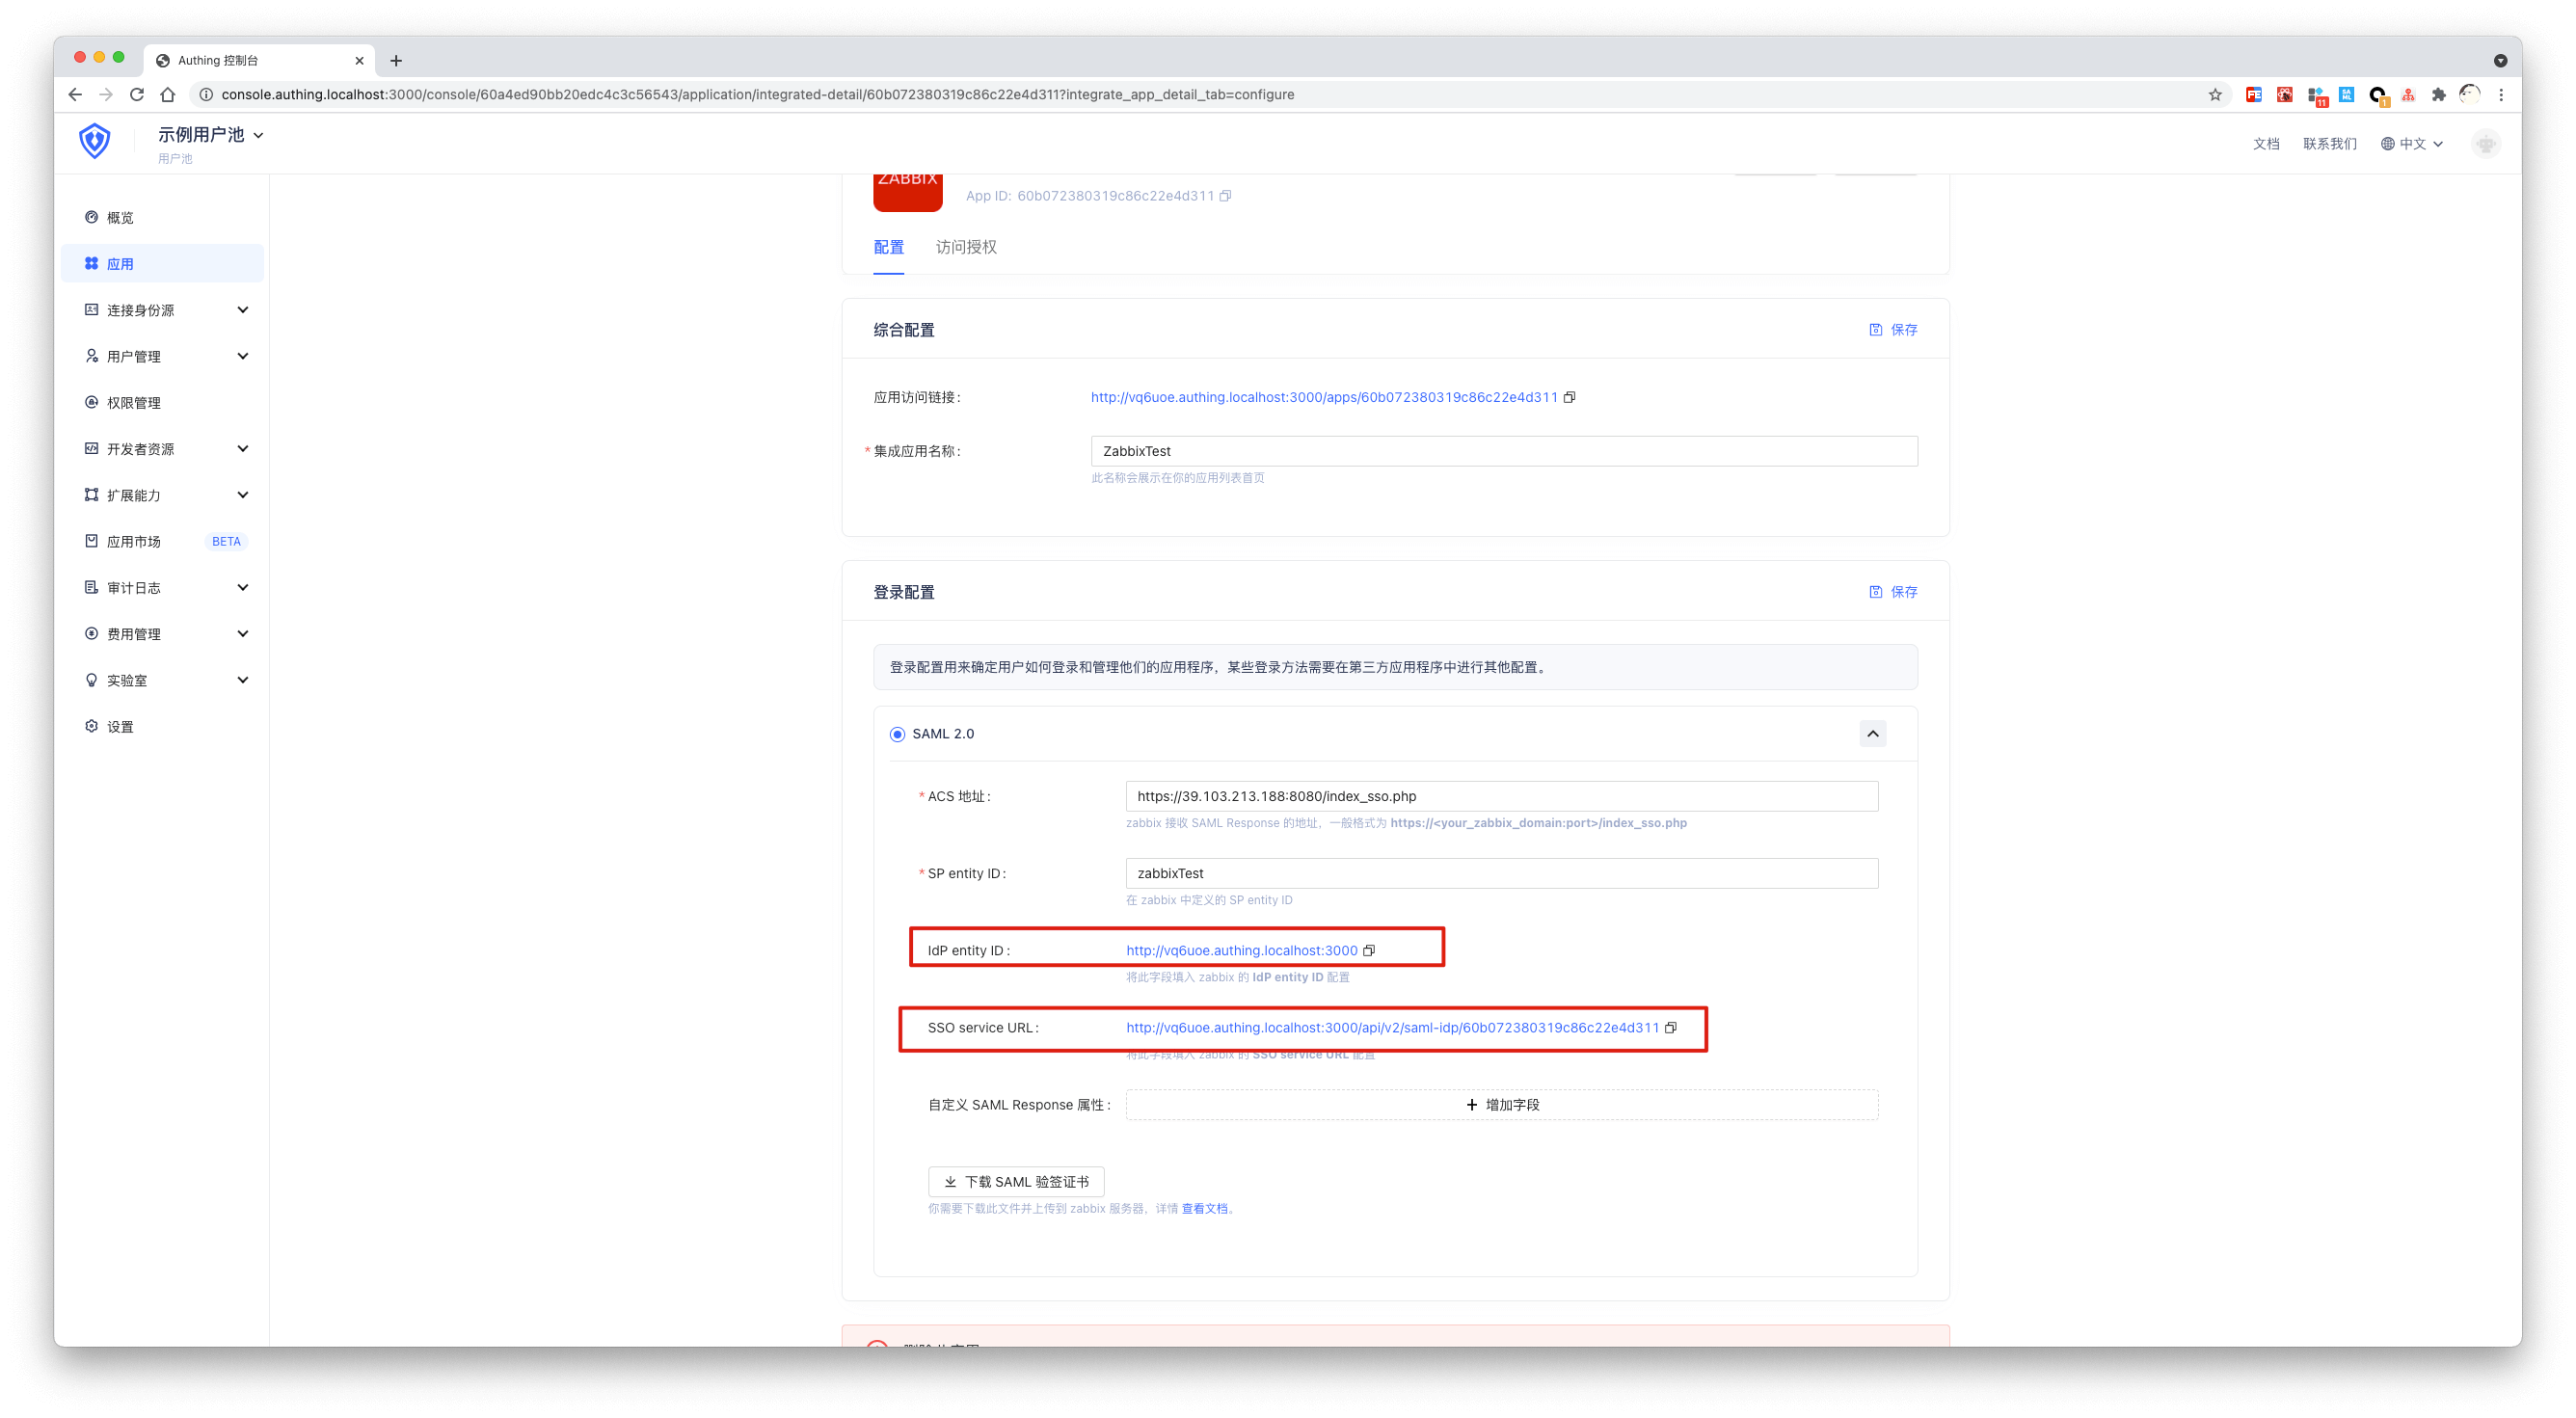 Authing 控制台
console.authing.localhost:3000/console/60a4ed90bb20edc4c3c56543/application/integrated-detail/60b072380319c86c22e4d311?integrate_app_detail_tab=configure
11
1
示例用户池
用户池
文档 联系我们 中文
概览
应用
连接身份源
用户管理
权限管理
开发者资源
扩展能力
应用市场 BETA
审计日志
费用管理
实验室
设置
ZABBIX
App ID: 60b072380319c86c22e4d311
配置 访问授权
综合配置 保存
应用访问链接: http://vq6uoe.authing.localhost:3000/apps/60b072380319c86c22e4d311
* 集成应用名称: ZabbixTest
此名称会展示在你的应用列表首页
登录配置 保存
登录配置用来确定用户如何登录和管理他们的应用程序，某些登录方法需要在第三方应用程序中进行其他配置。
SAML 2.0
* ACS 地址: https://39.103.213.188:8080/index_sso.php
zabbix 接收 SAML Response 的地址，一般格式为 https://<your_zabbix_domain:port>/index_sso.php
* SP entity ID: zabbixTest
在 zabbix 中定义的 SP entity ID
IdP entity ID: http://vq6uoe.authing.localhost:3000
将此字段填入 zabbix 的 IdP entity ID 配置
SSO service URL: http://vq6uoe.authing.localhost:3000/api/v2/saml-idp/60b072380319c86c22e4d311
将此字段填入 zabbix 的 SSO service URL 配置
自定义 SAML Response 属性: 增加字段
下载 SAML 验签证书
你需要下载此文件并上传到 zabbix 服务器，详情 查看文档。